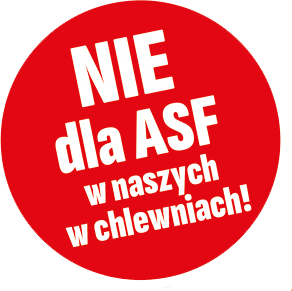 NIE
dla ASF
w naszych
w chlewniach!